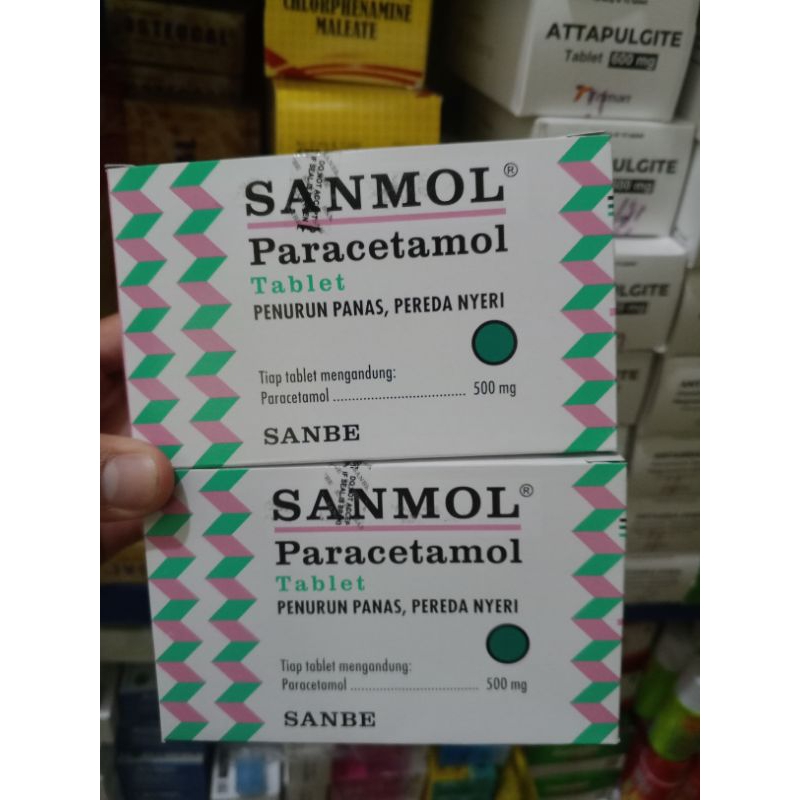 CHLORPHENAMINE
MALEATE
ATTAPULGITE
Tablet 600 mg
SANMOL®
Paracetamol
Tablet
PENURUN PANAS, PEREDA NYERI
Tiap tablet mengandung:
Paracetamol ................................... 500 mg
SANBE
SANMOL®
Paracetamol
Tablet
PENURUN PANAS, PEREDA NYERI
Tiap tablet mengandung:
Paracetamol ................................... 500 mg
SANBE